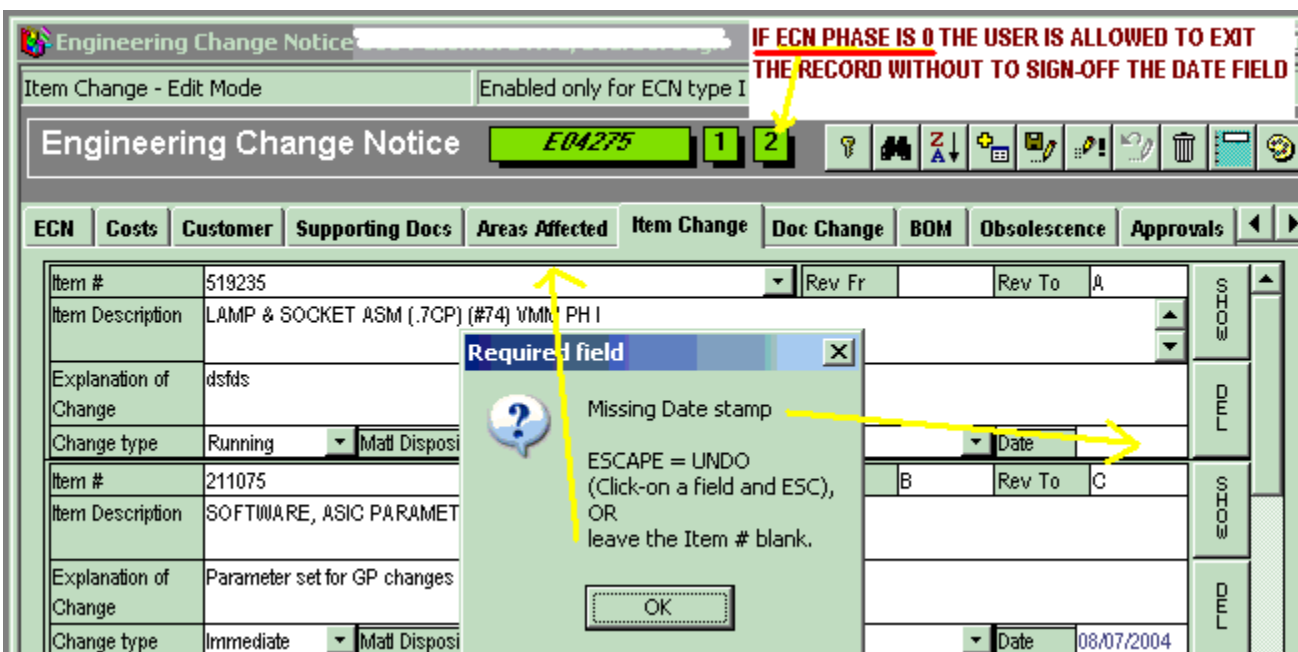 Engineering Change Notice
IF ECN PHASE IS 0 THE USER IS ALLOWED TO EXIT
THE RECORD WITHOUT TO SIGN-OFF THE DATE FIELD
Item Change - Edit Mode
Enabled only for ECN type I
Engineering Change Notice
E04275
1
2
ECN
Costs
Customer
Supporting Docs
Areas Affected
Item Change
Doc Change
BOM
Obsolescence
Approvals
Item # 519235 Rev Fr Rev To A
SHOW
Item Description LAMP & SOCKET ASM (.7CP) (#74) VMM PH I
Explanation of
Change
dsfds
DEL
Change type Running Matl Disposi Date
Item # 211075 B Rev To C
SHOW
Item Description SOFTWARE, ASIC PARAMET
Explanation of
Change
Parameter set for GP changes
DEL
Change type Immediate Matl Disposi Date 08/07/2004
Required field
Missing Date stamp
ESCAPE = UNDO
(Click-on a field and ESC),
OR
leave the Item # blank.
OK